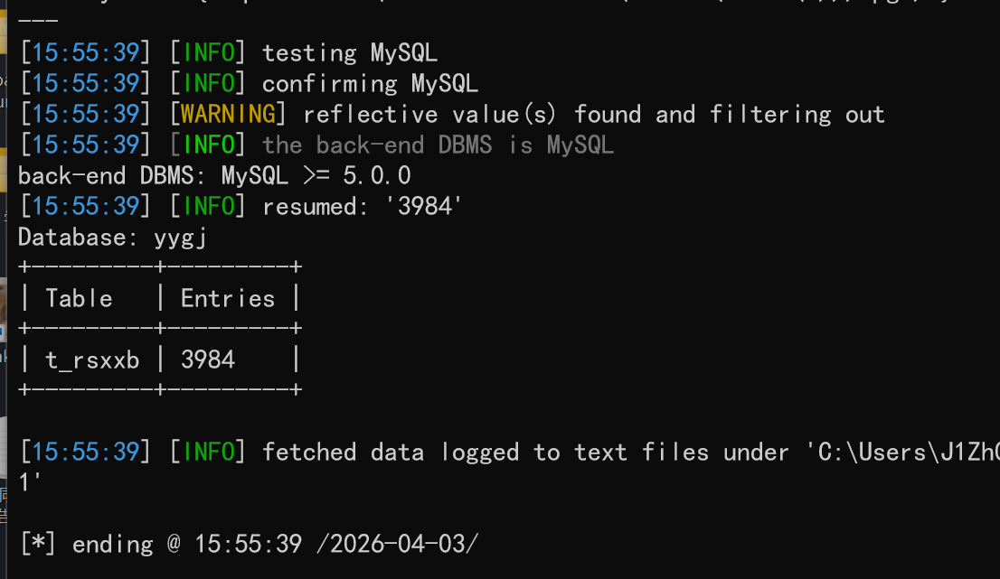 ---
[15:55:39] [INFO] testing MySQL
[15:55:39] [INFO] confirming MySQL
[15:55:39] [WARNING] reflective value(s) found and filtering out
[15:55:39] [INFO] the back-end DBMS is MySQL
back-end DBMS: MySQL >= 5.0.0
[15:55:39] [INFO] resumed: '3984'
Database: yygj
+---------+---------+
| Table   | Entries |
+---------+---------+
| t_rsxxb | 3984    |
+---------+---------+
[15:55:39] [INFO] fetched data logged to text files under 'C:\Users\J1Zh
1'
[*] ending @ 15:55:39 /2026-04-03/